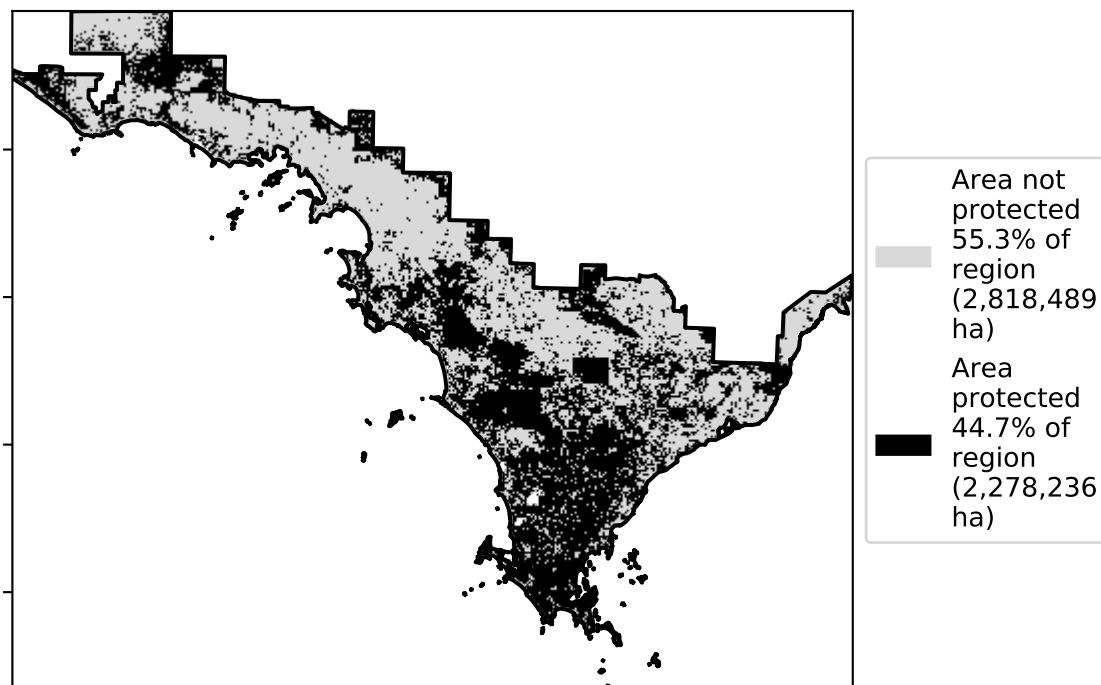 Area not
protected
55.3% of
region
(2,818,489
ha)
Area
protected
44.7% of
region
(2,278,236
ha)